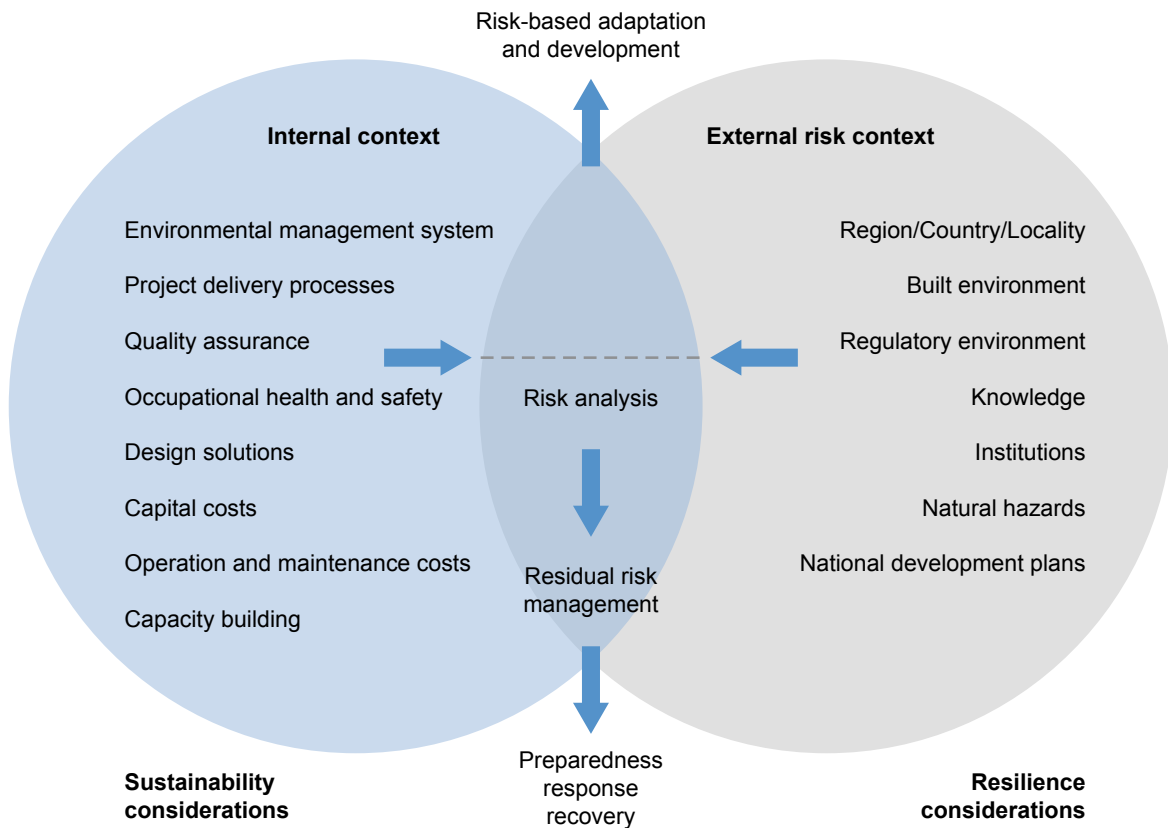 Risk-based adaptation
and development
Internal context
External risk context
Environmental management system
Project delivery processes
Quality assurance
Occupational health and safety
Design solutions
Capital costs
Operation and maintenance costs
Capacity building
Risk analysis
Residual risk
management
Region/Country/Locality
Built environment
Regulatory environment
Knowledge
Institutions
Natural hazards
National development plans
Sustainability
considerations
Preparedness
response
recovery
Resilience
considerations